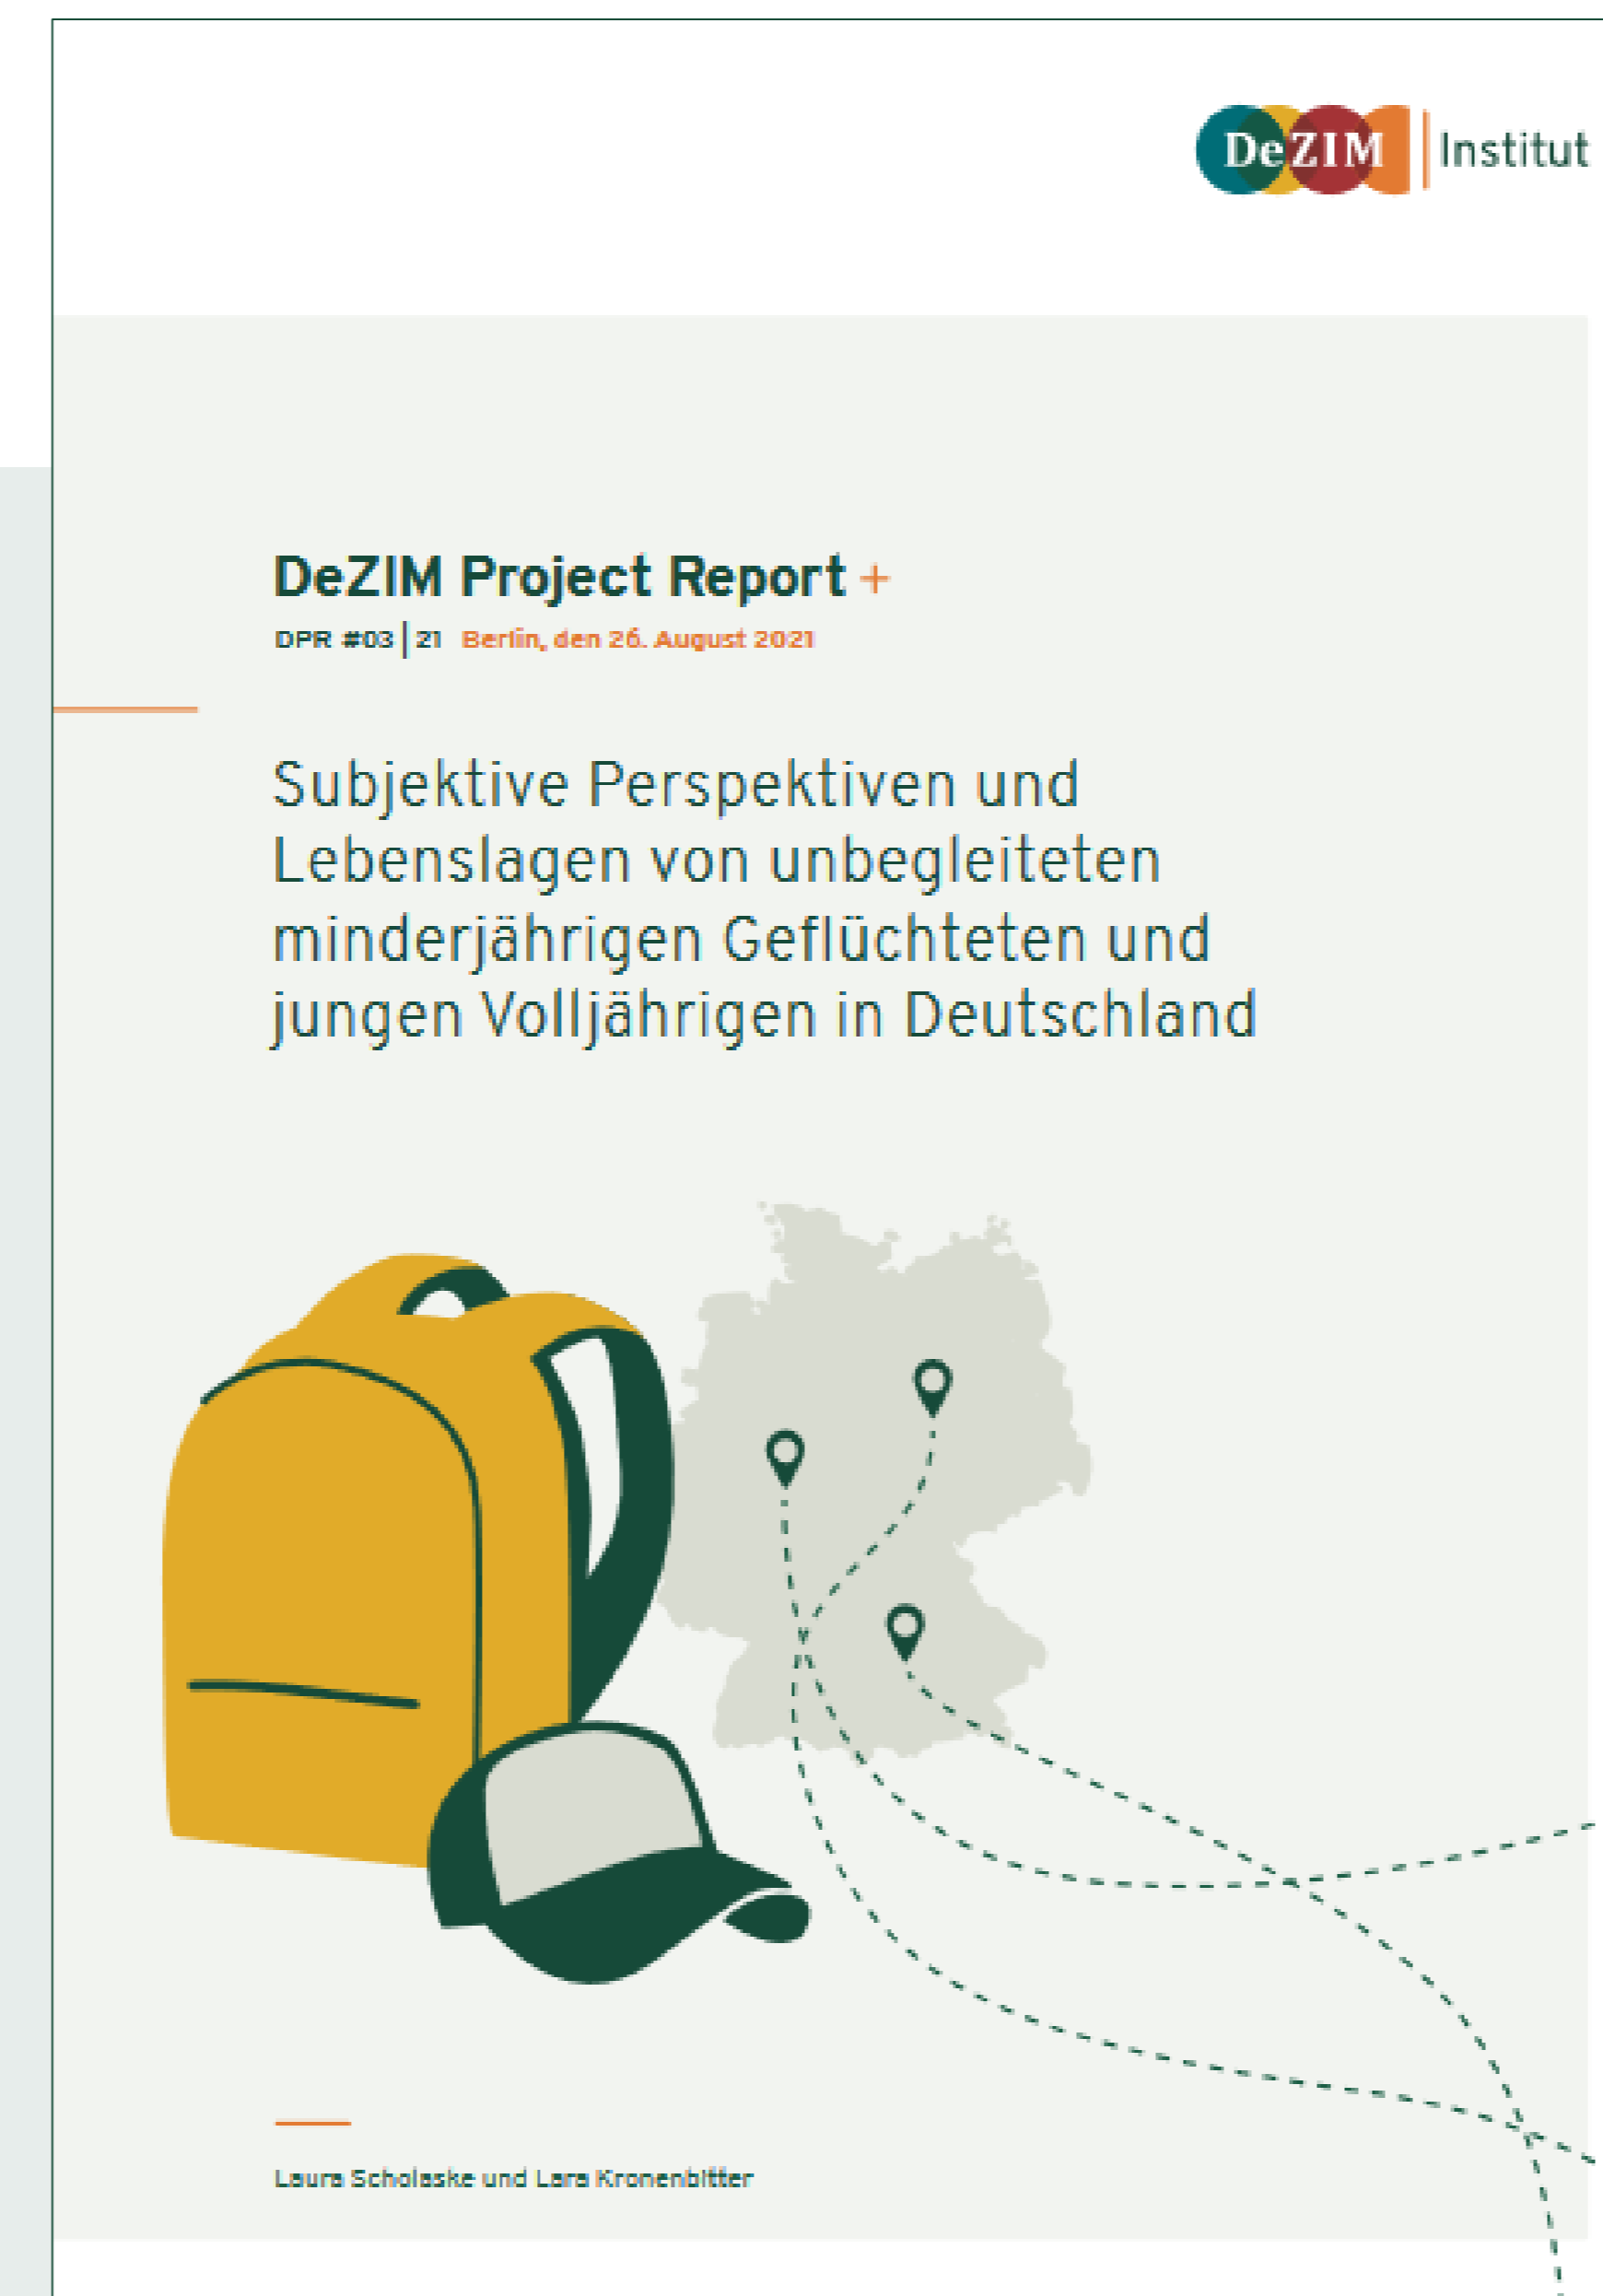 DeZIM | Institut
DeZIM Project Report +
DPR #03 | 21 Berlin, den 26. August 2021
Subjektive Perspektiven und
Lebenslagen von unbegleiteten
minderjährigen Geflüchteten und
jungen Volljährigen in Deutschland
Laura Scholaske und Lara Kronenbitter